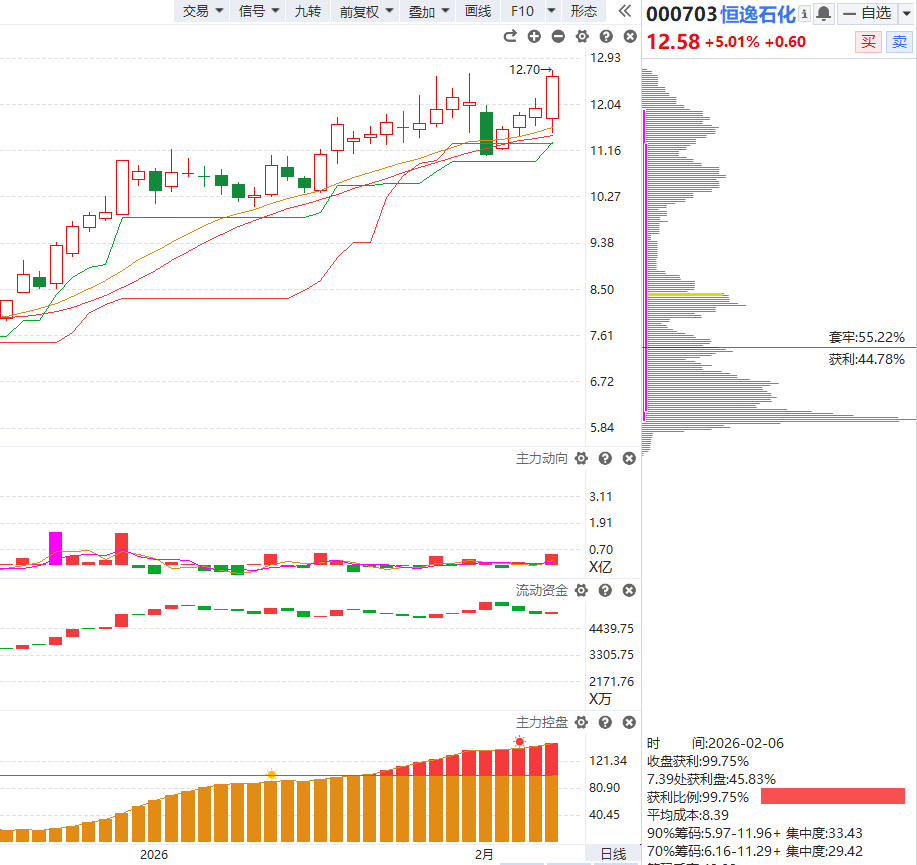 交易 信号 九转 前复权 叠加 画线 F10 形态
000703 恒逸石化 自选
12.58 +5.01% +0.60 买 卖
12.70→
12.93
12.04
11.16
10.27
9.38
8.50
7.61
6.72
5.84
套牢:55.22%
获利:44.78%
主力动向
3.11
1.91
0.70
X亿
流动资金
4439.75
3305.75
2171.76
X万
主力控盘
121.34
80.90
40.45
2026 2月 日线
时 间:2026-02-06
收盘获利:99.75%
7.39处获利盘:45.83%
获利比例:99.75%
平均成本:8.39
90%筹码:5.97-11.96+ 集中度:33.43
70%筹码:6.16-11.29+ 集中度:29.42